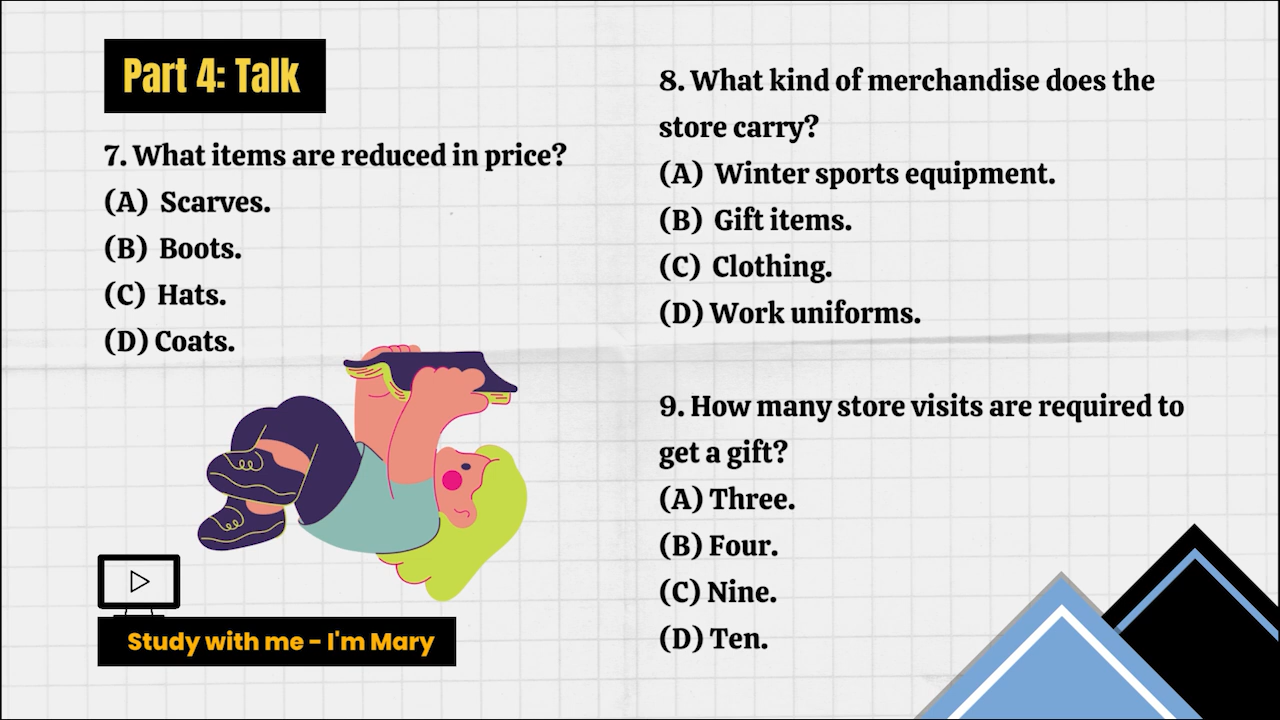 Part 4: Talk
7. What items are reduced in price?
(A) Scarves.
(B) Boots.
(C) Hats.
(D) Coats.
8. What kind of merchandise does the
store carry?
(A) Winter sports equipment.
(B) Gift items.
(C) Clothing.
(D) Work uniforms.
9. How many store visits are required to
get a gift?
(A) Three.
(B) Four.
(C) Nine.
(D) Ten.
Study with me - I'm Mary